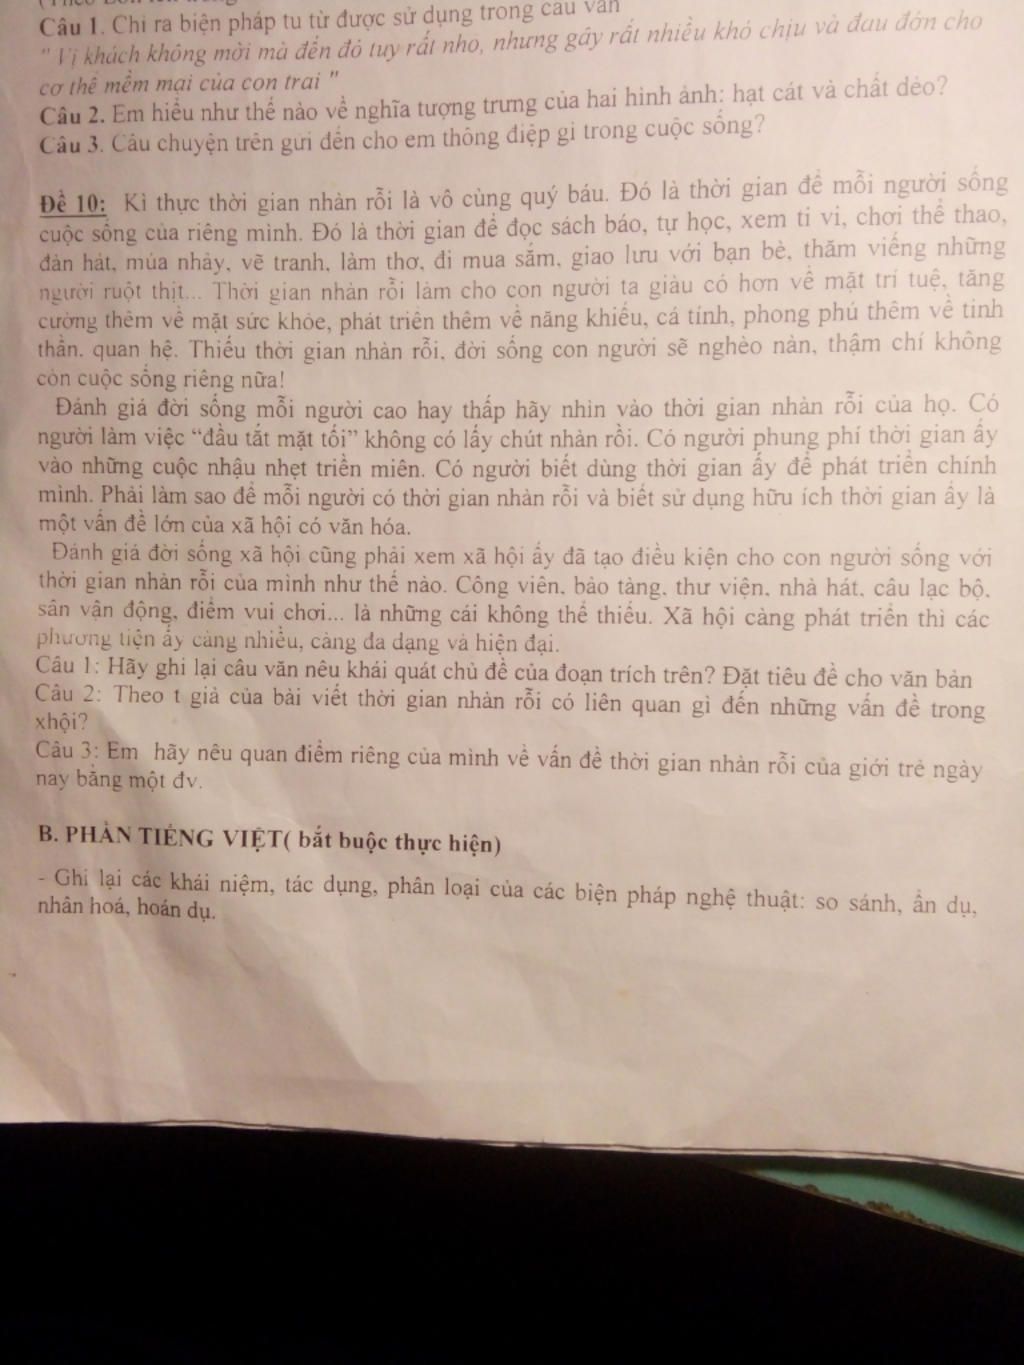 Câu 1. Chỉ ra biện pháp tu từ được sử dụng trong câu văn
" Vị khách không mời mà đến đó tuy rất nhỏ, nhưng gây rất nhiều khó chịu và đau đớn cho
cơ thể mềm mại của con trai "
Câu 2. Em hiểu như thế nào về nghĩa tượng trưng của hai hình ảnh: hạt cát và chất dẻo?
Câu 3. Câu chuyện trên gửi đến cho em thông điệp gì trong cuộc sống?
Đề 10: Kì thực thời gian nhàn rỗi là vô cùng quý báu. Đó là thời gian để mỗi người sống
cuộc sống của riêng mình. Đó là thời gian để đọc sách báo, tự học, xem ti vi, chơi thể thao,
đàn hát, múa nhảy, vẽ tranh, làm thơ, đi mua sắm, giao lưu với bạn bè, thăm viếng những
người ruột thịt... Thời gian nhàn rỗi làm cho con người ta giàu có hơn về mặt trí tuệ, tăng
cường thêm về mặt sức khỏe, phát triển thêm về năng khiếu, cá tính, phong phú thêm về tinh
thần, quan hệ. Thiếu thời gian nhàn rỗi, đời sống con người sẽ nghèo nàn, thậm chí không
còn cuộc sống riêng nữa!
Đánh giá đời sống mỗi người cao hay thấp hãy nhìn vào thời gian nhàn rỗi của họ. Có
người làm việc “đầu tắt mặt tối” không có lấy chút nhàn rỗi. Có người phung phí thời gian ấy
vào những cuộc nhậu nhẹt triền miên. Có người biết dùng thời gian ấy để phát triển chính
mình. Phải làm sao để mỗi người có thời gian nhàn rỗi và biết sử dụng hữu ích thời gian ấy là
một vấn đề lớn của xã hội có văn hóa.
Đánh giá đời sống xã hội cũng phải xem xã hội ấy đã tạo điều kiện cho con người sống với
thời gian nhàn rỗi của mình như thế nào. Công viên, bảo tàng, thư viện, nhà hát, câu lạc bộ,
sân vận động, điểm vui chơi... là những cái không thể thiếu. Xã hội càng phát triển thì các
phương tiện ấy càng nhiều, càng đa dạng và hiện đại.
Câu 1: Hãy ghi lại câu văn nêu khái quát chủ đề của đoạn trích trên? Đặt tiêu đề cho văn bản
Câu 2: Theo t giả của bài viết thời gian nhàn rỗi có liên quan gì đến những vấn đề trong
xhội?
Câu 3: Em hãy nêu quan điểm riêng của mình về vấn đề thời gian nhàn rỗi của giới trẻ ngày
nay bằng một đv.
B. PHẦN TIẾNG VIỆT( bắt buộc thực hiện)
- Ghi lại các khái niệm, tác dụng, phân loại của các biện pháp nghệ thuật: so sánh, ẩn dụ,
nhân hoá, hoán dụ.